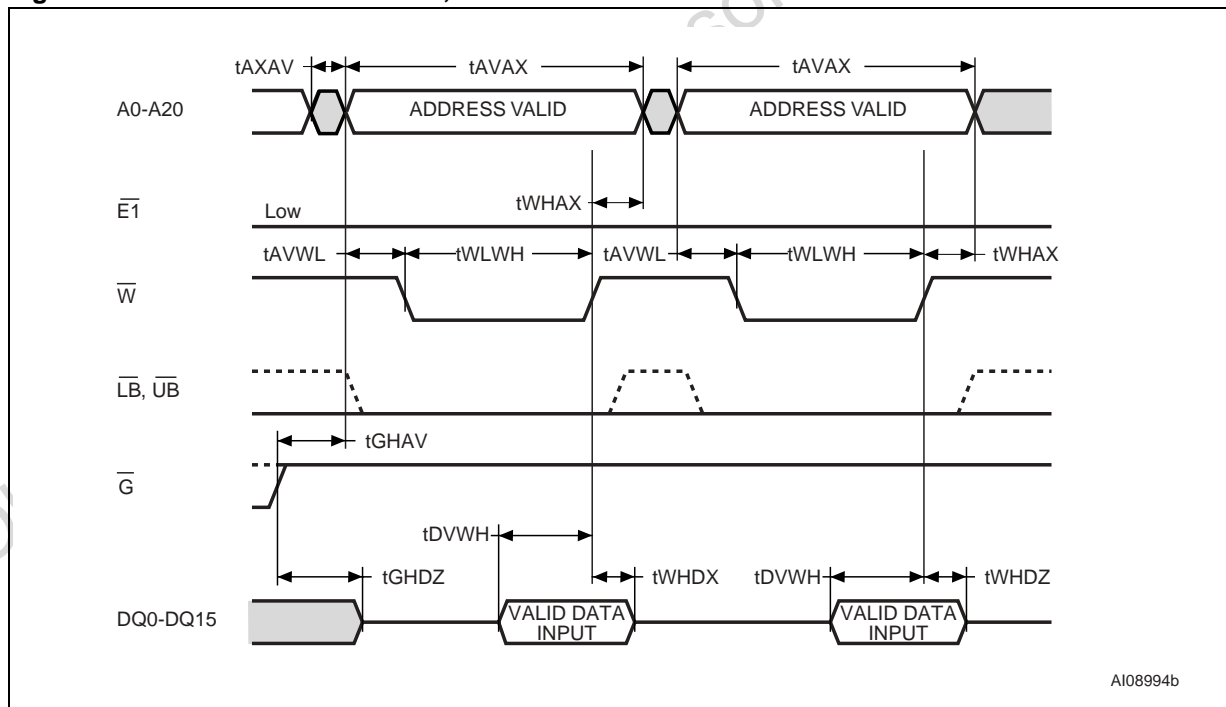 tAXAV tAVAX tAVAX
A0-A20 ADDRESS VALID ADDRESS VALID
tWHAX
E1 Low
tAVWL tWLWH tAVWL tWLWH tWHAX
W
LB, UB
tGHAV
G
tDVWH
tGHDZ tWHDX tDVWH tWHDZ
DQ0-DQ15 VALID DATA INPUT VALID DATA INPUT
AI08994b